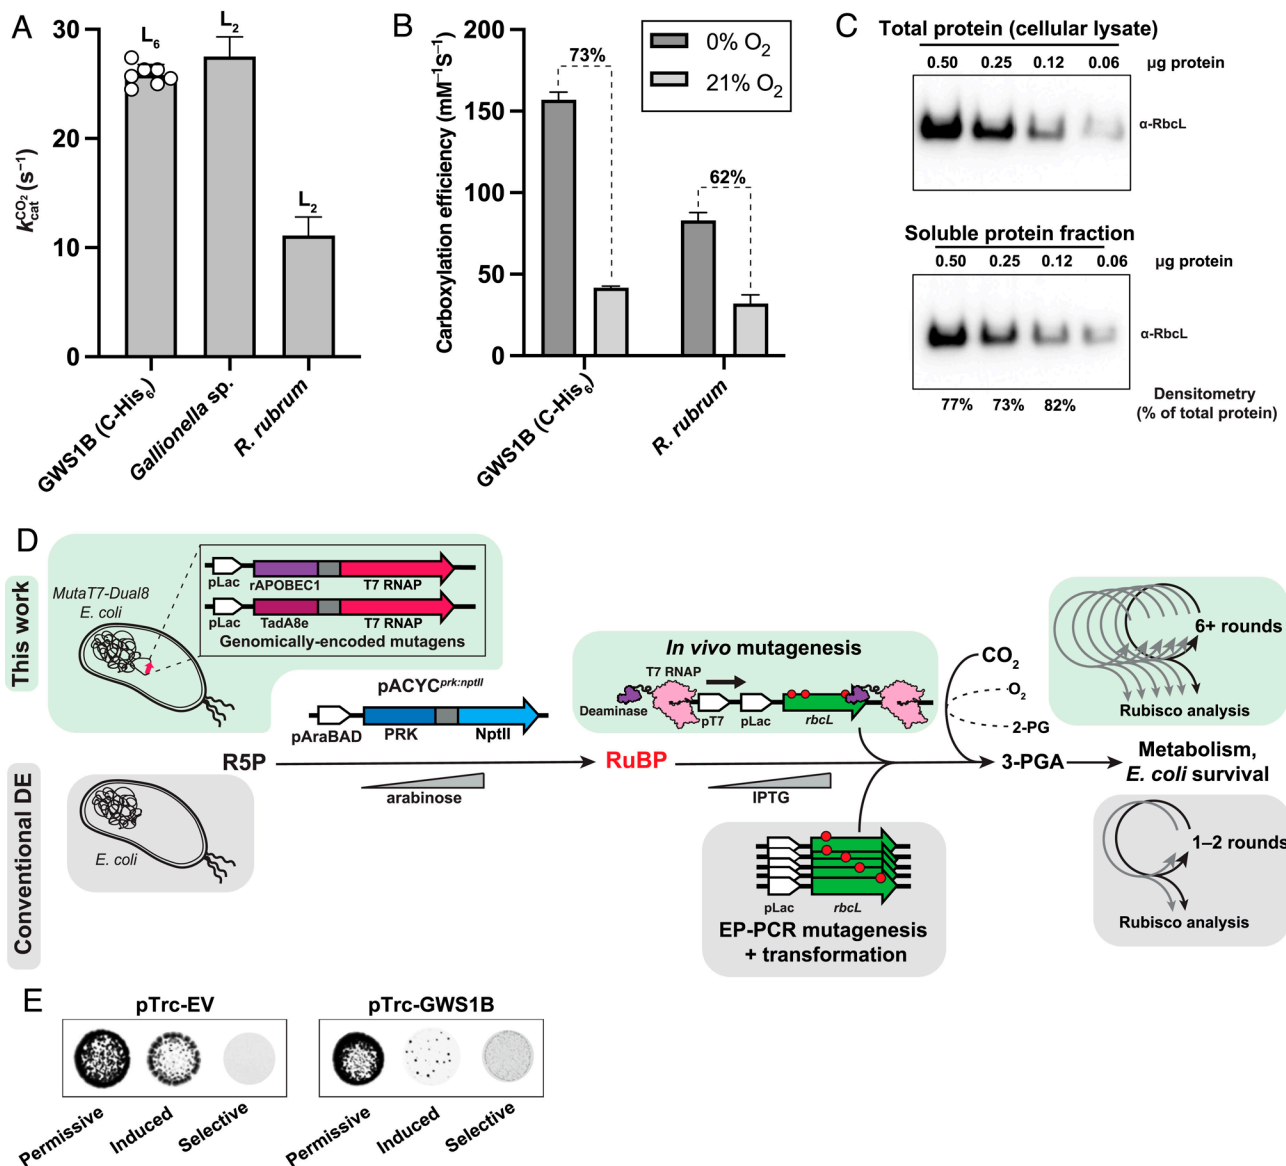 A
30
20
10
0
k_cat^CO2 (s⁻¹)
L6
L2
L2
GWS1B (C-His6)
Gallionella sp.
R. rubrum
B
200
150
100
50
0
Carboxylation efficiency (mM⁻¹S⁻¹)
0% O2
21% O2
73%
62%
GWS1B (C-His6)
R. rubrum
C
Total protein (cellular lysate)
0.50 0.25 0.12 0.06 μg protein
α-RbcL
Soluble protein fraction
0.50 0.25 0.12 0.06 μg protein
α-RbcL
77% 73% 82%
Densitometry
(% of total protein)
D
This work
MutaT7-Dual8
E. coli
pLac rAPOBEC1 T7 RNAP
pLac TadA8e T7 RNAP
Genomically-encoded mutagens
pACYC^prk:nptII
pAraBAD PRK NptII
In vivo mutagenesis
T7 RNAP
Deaminase
pT7 pLac rbcL
CO2
O2
2-PG
6+ rounds
Rubisco analysis
R5P
arabinose
RuBP
IPTG
3-PGA
Metabolism,
E. coli survival
Conventional DE
E. coli
pLac rbcL
EP-PCR mutagenesis
+ transformation
1–2 rounds
Rubisco analysis
E
pTrc-EV
Permissive
Induced
Selective
pTrc-GWS1B
Permissive
Induced
Selective